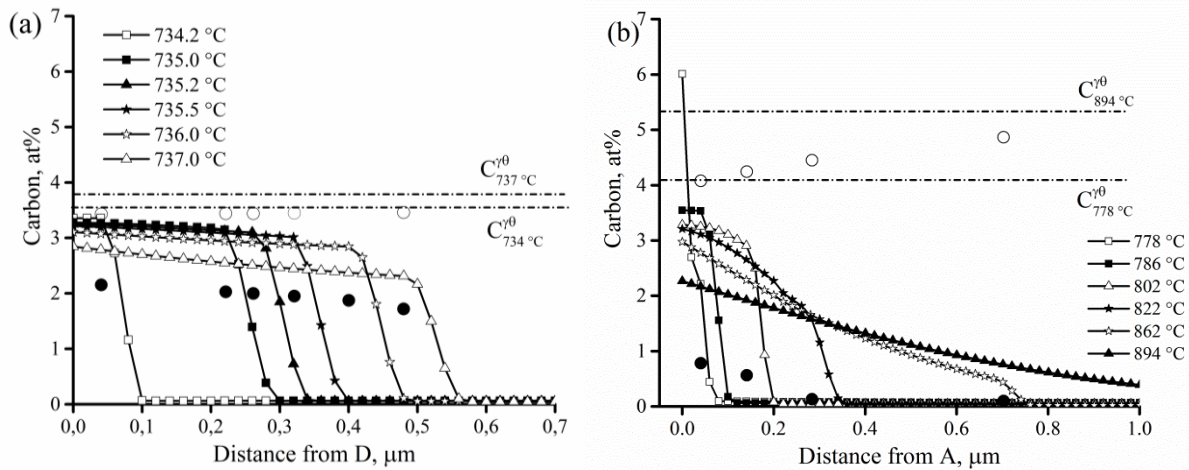 (a)
7
6
5
4
3
2
1
0
Carbon, at%
734.2 °C
735.0 °C
735.2 °C
735.5 °C
736.0 °C
737.0 °C
C^γθ_737 °C
C^γθ_734 °C
0,0 0,1 0,2 0,3 0,4 0,5 0,6 0,7
Distance from D, μm
(b)
7
6
5
4
3
2
1
0
Carbon, at%
C^γθ_894 °C
C^γθ_778 °C
778 °C
786 °C
802 °C
822 °C
862 °C
894 °C
0.0 0.2 0.4 0.6 0.8 1.0
Distance from A, μm